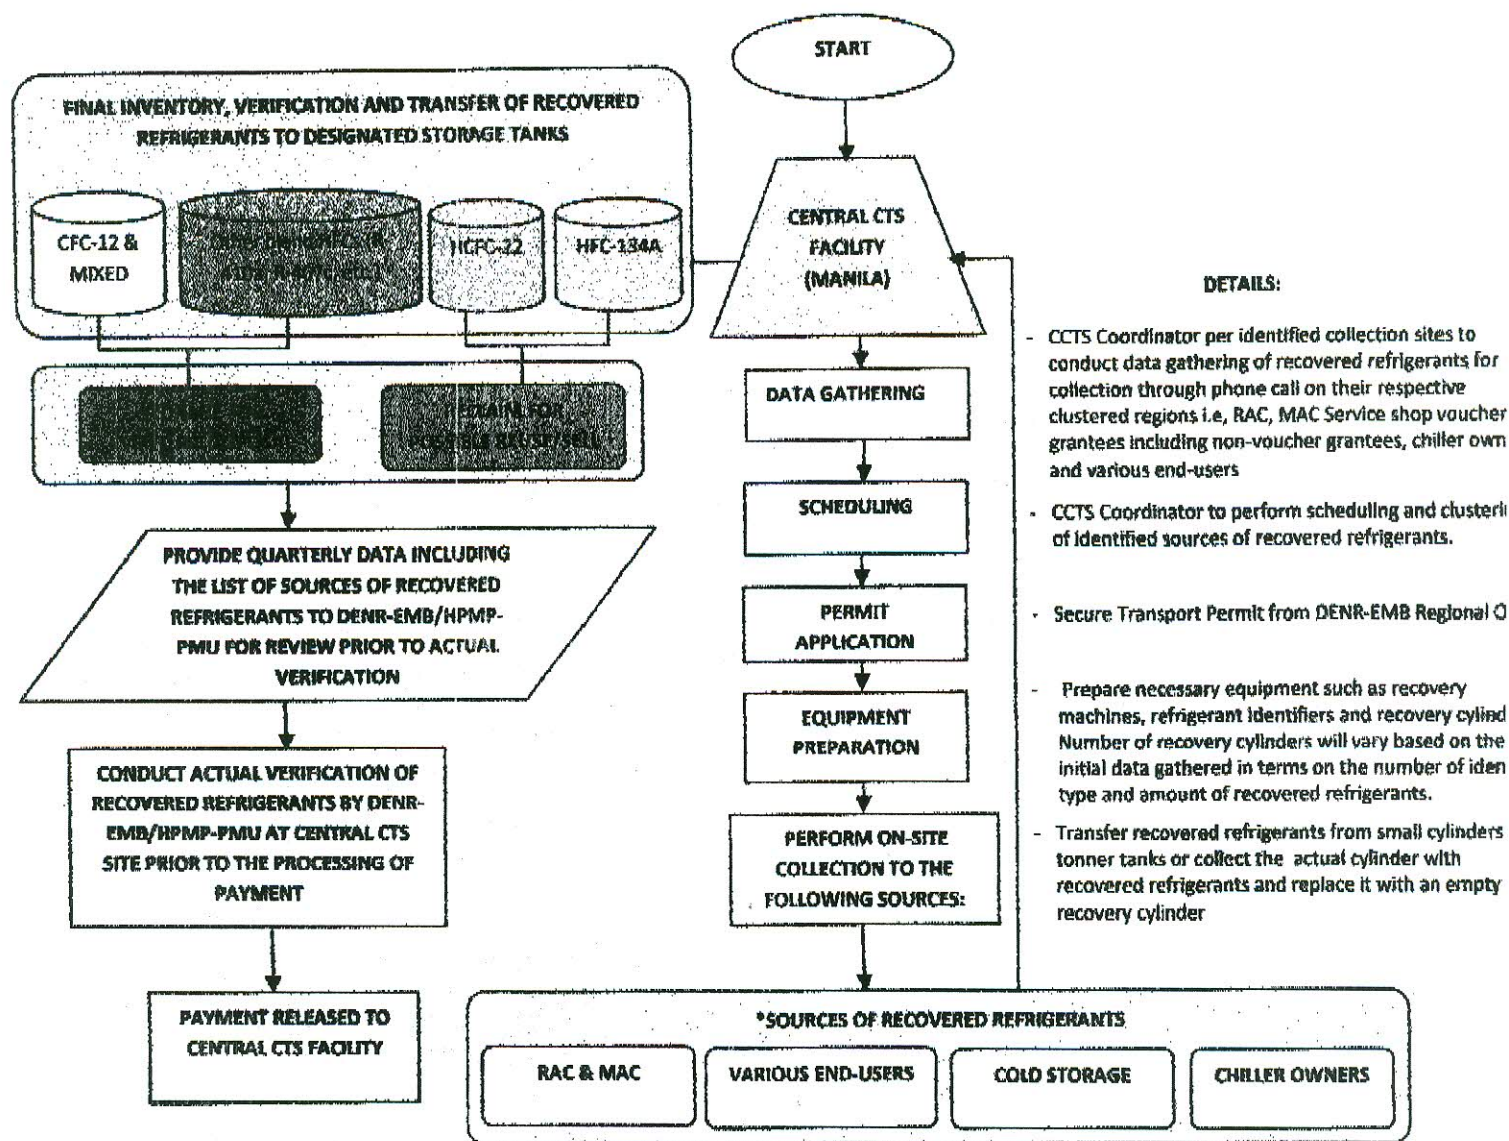 START
FINAL INVENTORY, VERIFICATION AND TRANSFER OF RECOVERED
REFRIGERANTS TO DESIGNATED STORAGE TANKS
CFC-12 &
MIXED
HCFC-22
HFC-134A
RECLAIM FOR
POSSIBLE REUSE/SELL
PROVIDE QUARTERLY DATA INCLUDING
THE LIST OF SOURCES OF RECOVERED
REFRIGERANTS TO DENR-EMB/HPMP-
PMU FOR REVIEW PRIOR TO ACTUAL
VERIFICATION
CONDUCT ACTUAL VERIFICATION OF
RECOVERED REFRIGERANTS BY DENR-
EMB/HPMP-PMU AT CENTRAL CTS
SITE PRIOR TO THE PROCESSING OF
PAYMENT
PAYMENT RELEASED TO
CENTRAL CTS FACILITY
CENTRAL CTS
FACILITY
(MANILA)
DATA GATHERING
SCHEDULING
PERMIT
APPLICATION
EQUIPMENT
PREPARATION
PERFORM ON-SITE
COLLECTION TO THE
FOLLOWING SOURCES:
*SOURCES OF RECOVERED REFRIGERANTS
RAC & MAC
VARIOUS END-USERS
COLD STORAGE
CHILLER OWNERS
DETAILS:
- CCTS Coordinator per identified collection sites to
conduct data gathering of recovered refrigerants for
collection through phone call on their respective
clustered regions i.e, RAC, MAC Service shop voucher
grantees including non-voucher grantees, chiller own
and various end-users
- CCTS Coordinator to perform scheduling and clusteri
of identified sources of recovered refrigerants.
- Secure Transport Permit from DENR-EMB Regional O
- Prepare necessary equipment such as recovery
machines, refrigerant identifiers and recovery cylind
Number of recovery cylinders will vary based on the
initial data gathered in terms on the number of iden
type and amount of recovered refrigerants.
- Transfer recovered refrigerants from small cylinders
tonner tanks or collect the actual cylinder with
recovered refrigerants and replace it with an empty
recovery cylinder